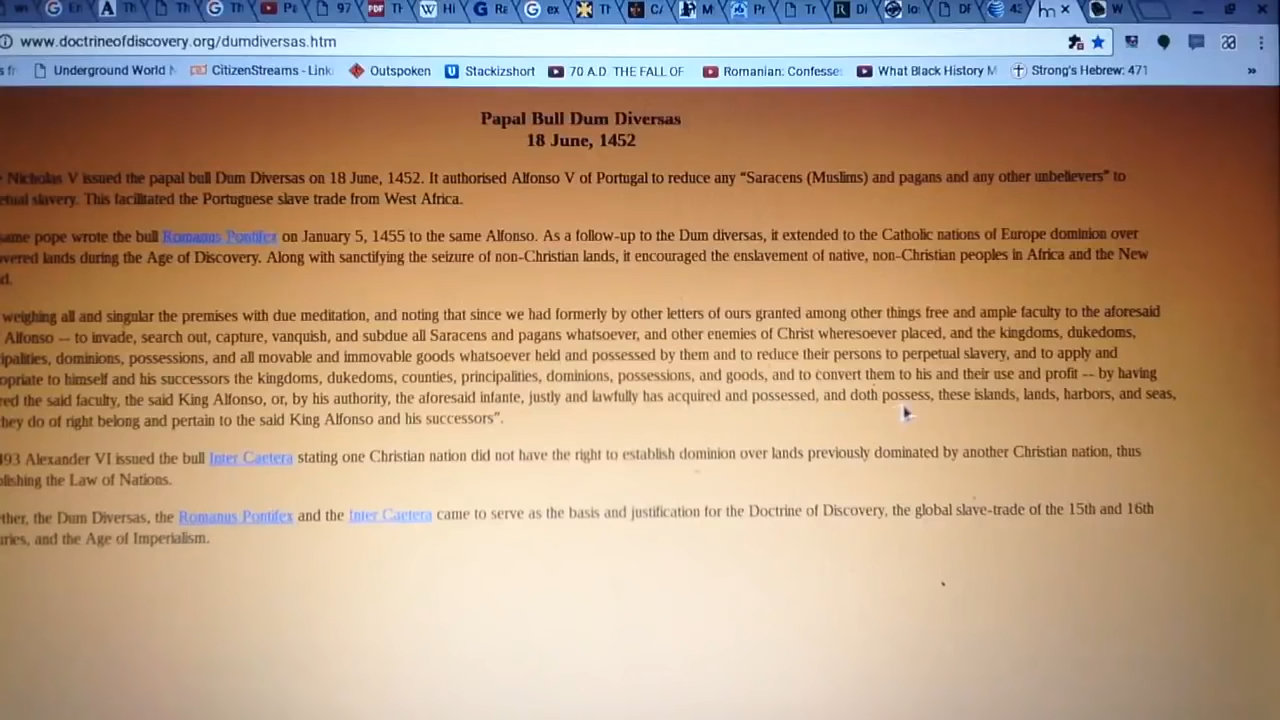 Th
Th
97
Th
Hi
ex
Th
M
Pr
Tr
Di
DF
W
www.doctrineofdiscovery.org/dumdiversas.htm
Underground World
CitizenStreams - Link
Outspoken
Stackizshort
70 A.D. THE FALL OF
Romanian: Confesse
What Black History M
Strong's Hebrew: 471
»
Papal Bull Dum Diversas
18 June, 1452
Nicholas V issued the papal bull Dum Diversas on 18 June, 1452. It authorised Alfonso V of Portugal to reduce any “Saracens (Muslims) and pagans and any other unbelievers” to
etual slavery. This facilitated the Portuguese slave trade from West Africa.
ame pope wrote the bull Romanus Pontifex on January 5, 1455 to the same Alfonso. As a follow-up to the Dum diversas, it extended to the Catholic nations of Europe dominion over
vered lands during the Age of Discovery. Along with sanctifying the seizure of non-Christian lands, it encouraged the enslavement of native, non-Christian peoples in Africa and the New
d.
weighing all and singular the premises with due meditation, and noting that since we had formerly by other letters of ours granted among other things free and ample faculty to the aforesaid
Alfonso -- to invade, search out, capture, vanquish, and subdue all Saracens and pagans whatsoever, and other enemies of Christ wheresoever placed, and the kingdoms, dukedoms,
ipalities, dominions, possessions, and all movable and immovable goods whatsoever held and possessed by them and to reduce their persons to perpetual slavery, and to apply and
opriate to himself and his successors the kingdoms, dukedoms, counties, principalities, dominions, possessions, and goods, and to convert them to his and their use and profit -- by having
red the said faculty, the said King Alfonso, or, by his authority, the aforesaid infante, justly and lawfully has acquired and possessed, and doth possess, these islands, lands, harbors, and seas,
hey do of right belong and pertain to the said King Alfonso and his successors”.
493 Alexander VI issued the bull Inter Caetera stating one Christian nation did not have the right to establish dominion over lands previously dominated by another Christian nation, thus
blishing the Law of Nations.
ther, the Dum Diversas, the Romanus Pontifex and the Inter Caetera came to serve as the basis and justification for the Doctrine of Discovery, the global slave-trade of the 15th and 16th
uries, and the Age of Imperialism.